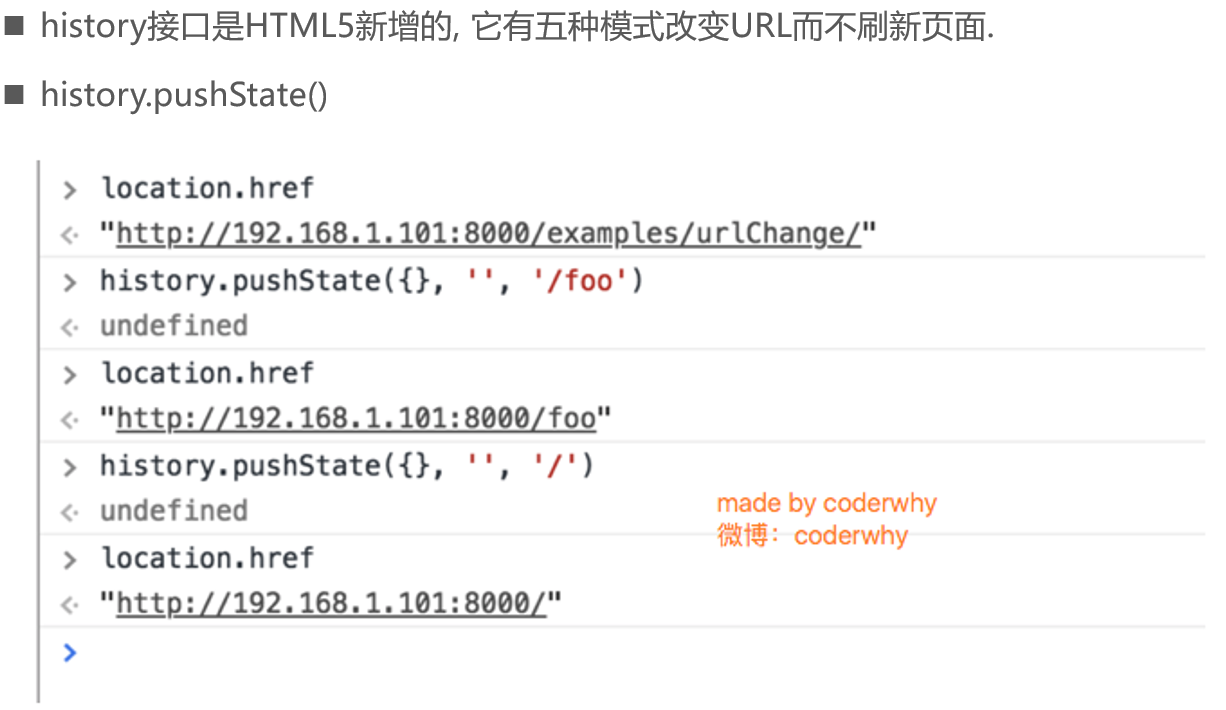 ■ history接口是HTML5新增的, 它有五种模式改变URL而不刷新页面.
■ history.pushState()
> location.href
<· "http://192.168.1.101:8000/examples/urlChange/"
> history.pushState({}, '', '/foo')
<· undefined
> location.href
<· "http://192.168.1.101:8000/foo"
> history.pushState({}, '', '/')
<· undefined
made by coderwhy
微博：coderwhy
> location.href
<· "http://192.168.1.101:8000/"
>